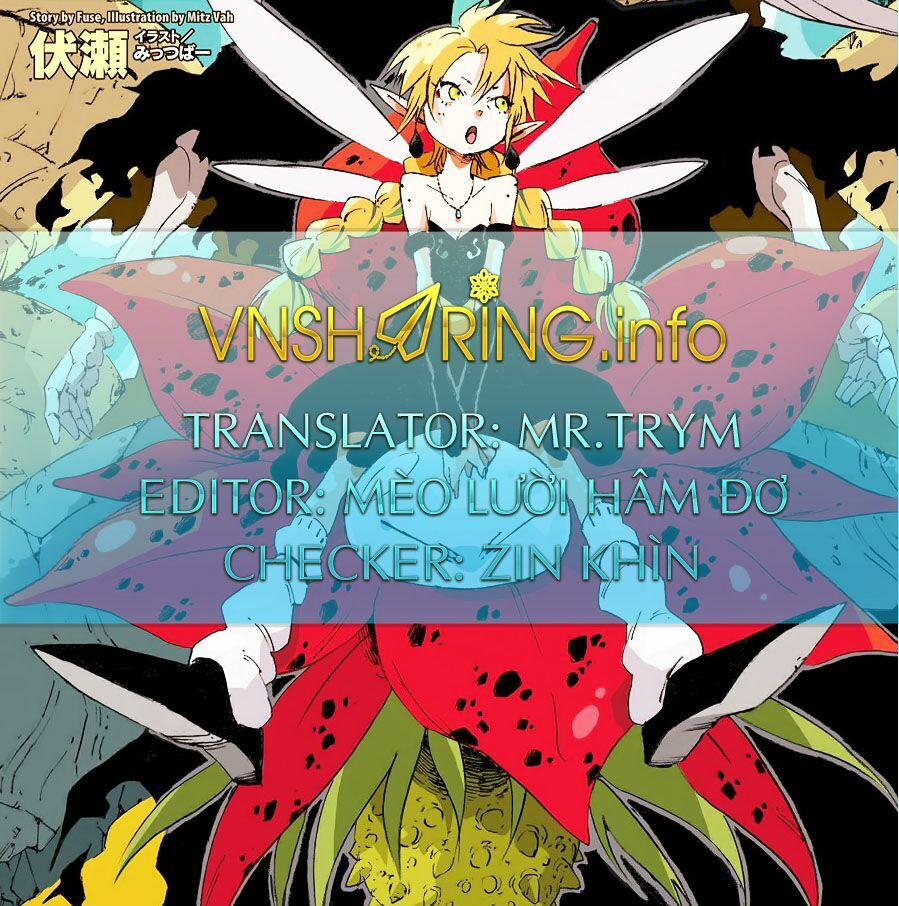 Story by Fuse, Illustration by Mitz Vah
伏瀬
イラスト/
みっつばー
VNSHARING.info
TRANSLATOR: MR.TRYM
EDITOR: MÈO LƯỜI HÂM ĐƠ
CHECKER: ZIN KHÌN